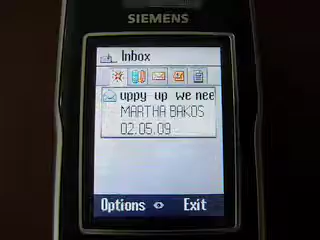 SIEMENS
Inbox
uppy up we nee
MARTHA BAKOS
02.05.09
Options Exit